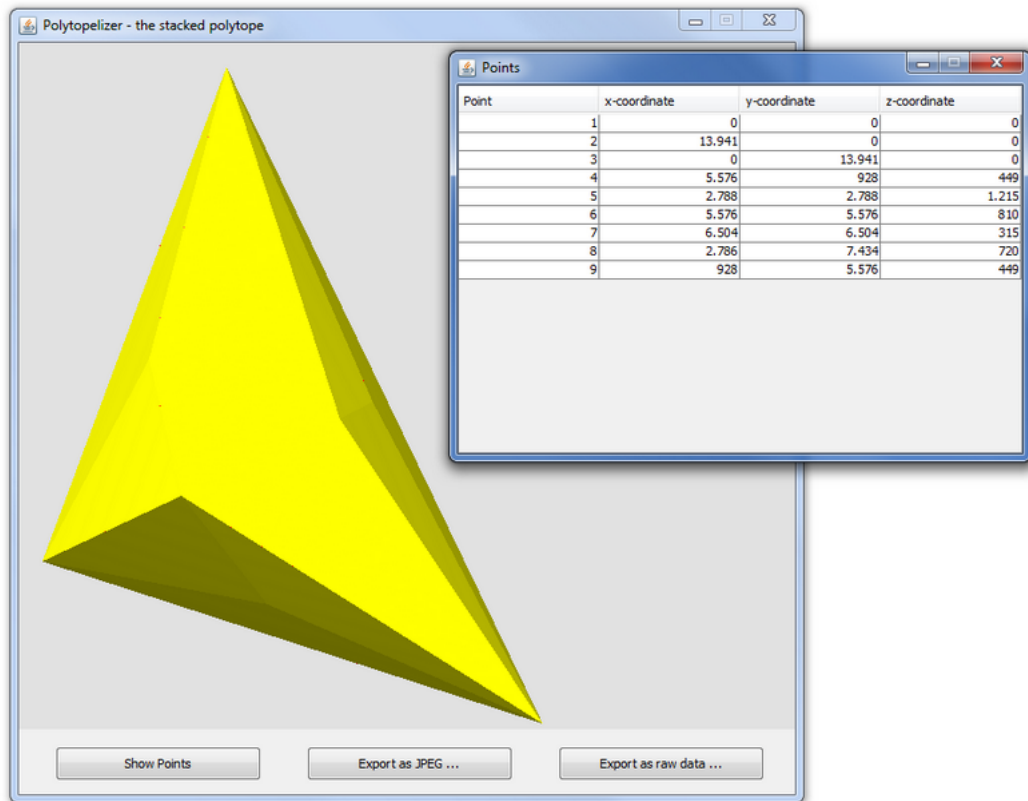 Polytopelizer - the stacked polytope
Points
Point x-coordinate y-coordinate z-coordinate
1 0 0 0
2 13.941 0 0
3 0 13.941 0
4 5.576 928 449
5 2.788 2.788 1.215
6 5.576 5.576 810
7 6.504 6.504 315
8 2.786 7.434 720
9 928 5.576 449
Show Points Export as JPEG ... Export as raw data ...